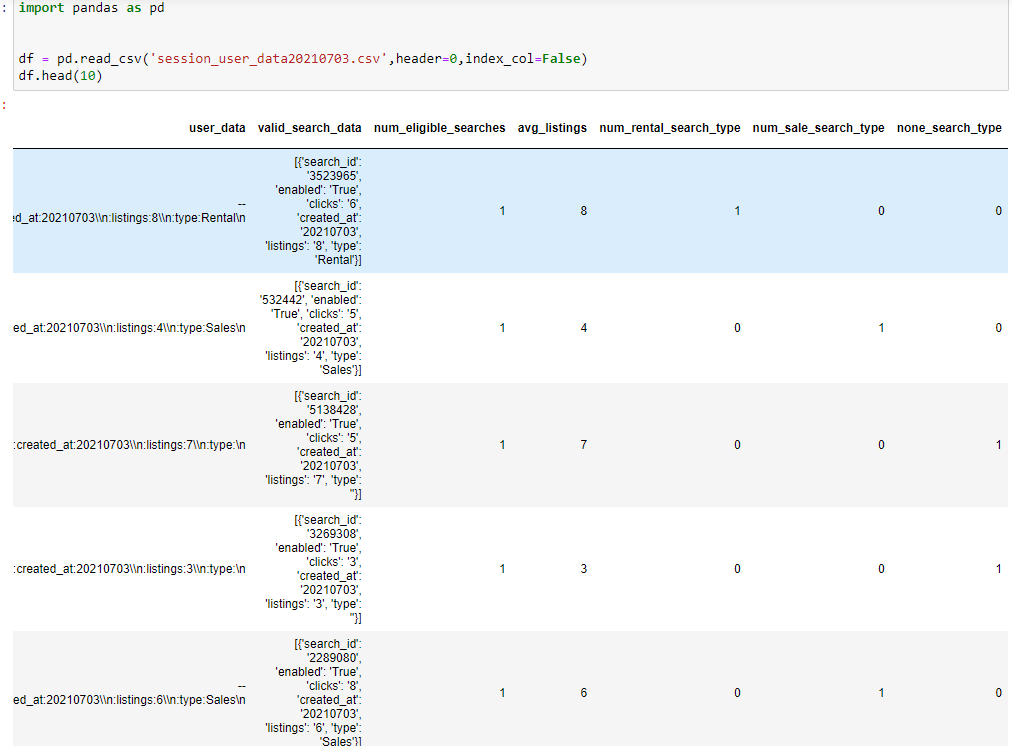 : import pandas as pd
df = pd.read_csv('session_user_data20210703.csv',header=0,index_col=False)
df.head(10)
:
user_data valid_search_data num_eligible_searches avg_listings num_rental_search_type num_sale_search_type none_search_type
[{'search_id':
'3523965',
'enabled': 'True',
'clicks': '6',
--
'created_at':
ed_at:20210703\\n:listings:8\\n:type:Rental\n 1 8 1 0 0
'20210703',
'listings': '8', 'type':
'Rental'}]
[{'search_id':
'532442', 'enabled':
'True', 'clicks': '5',
ed_at:20210703\\n:listings:4\\n:type:Sales\n 'created_at': 1 4 0 1 0
'20210703',
'listings': '4', 'type':
'Sales'}]
[{'search_id':
'5138428',
'enabled': 'True',
'clicks': '5',
:created_at:20210703\\n:listings:7\\n:type:\n 'created_at': 1 7 0 0 1
'20210703',
'listings': '7', 'type':
''}]
[{'search_id':
'3269308',
'enabled': 'True',
'clicks': '3',
:created_at:20210703\\n:listings:3\\n:type:\n 'created_at': 1 3 0 0 1
'20210703',
'listings': '3', 'type':
''}]
[{'search_id':
'2289080',
'enabled': 'True',
-- 'clicks': '8',
ed_at:20210703\\n:listings:6\\n:type:Sales\n 'created_at': 1 6 0 1 0
'20210703',
'listings': '6', 'type':
'Sales'}]